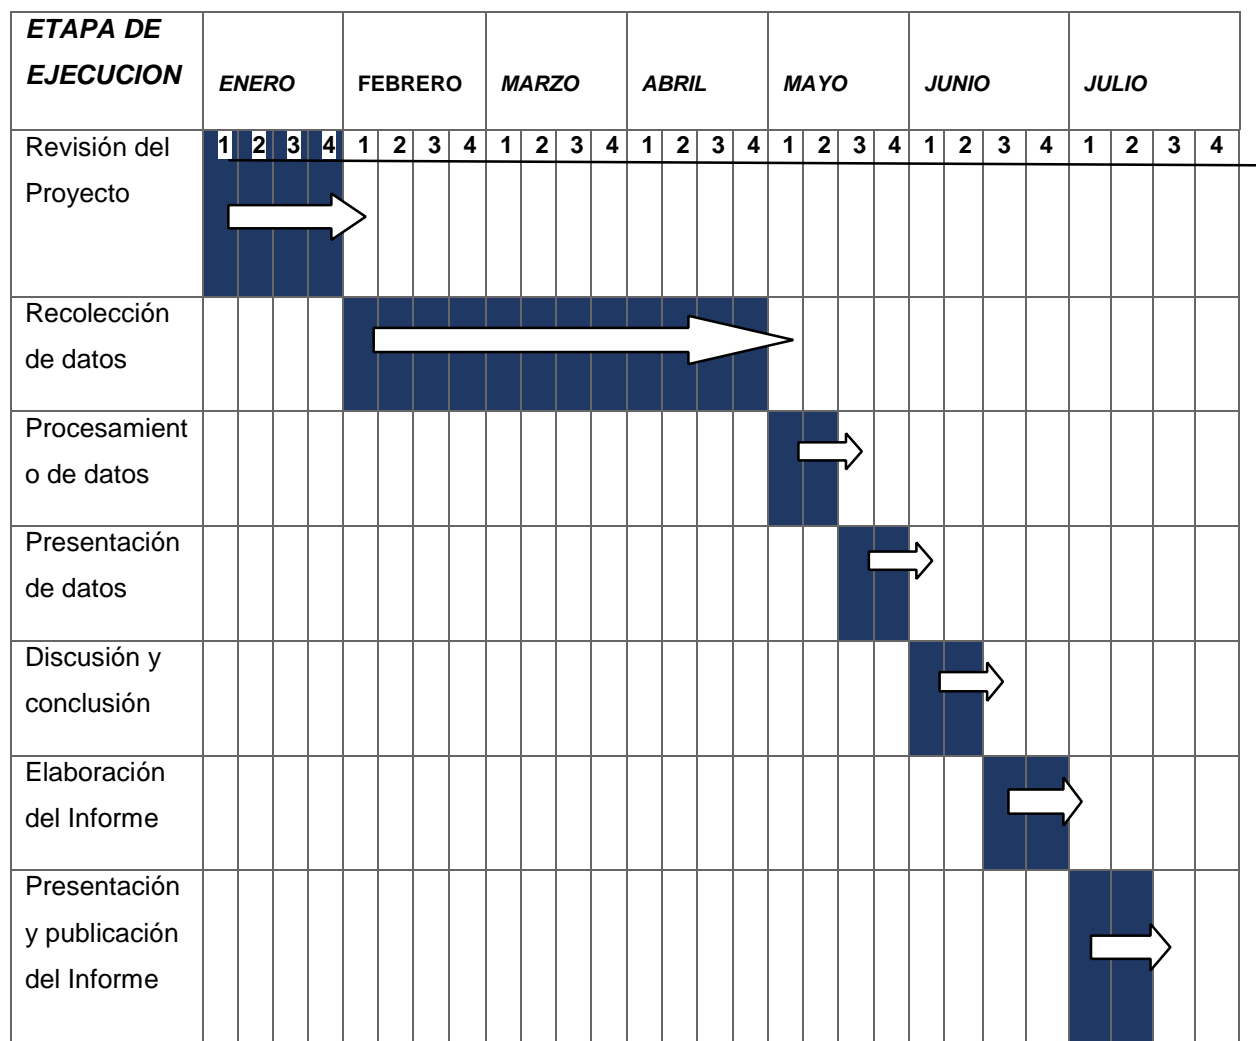 ETAPA DE
EJECUCION ENERO FEBRERO MARZO ABRIL MAYO JUNIO JULIO
Revisión del 1 2 3 4 1 2 3 4 1 2 3 4 1 2 3 4 1 2 3 4 1 2 3 4 1 2 3 4
Proyecto
Recolección
de datos
Procesamient
o de datos
Presentación
de datos
Discusión y
conclusión
Elaboración
del Informe
Presentación
y publicación
del Informe